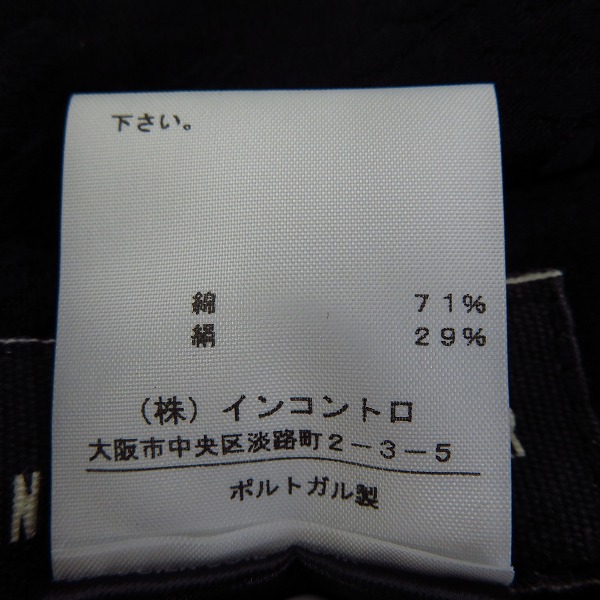 下さい。
綿 71%
絹 29%
(株)インコントロ
大阪市中央区淡路町2-3-5
ポルトガル製
N